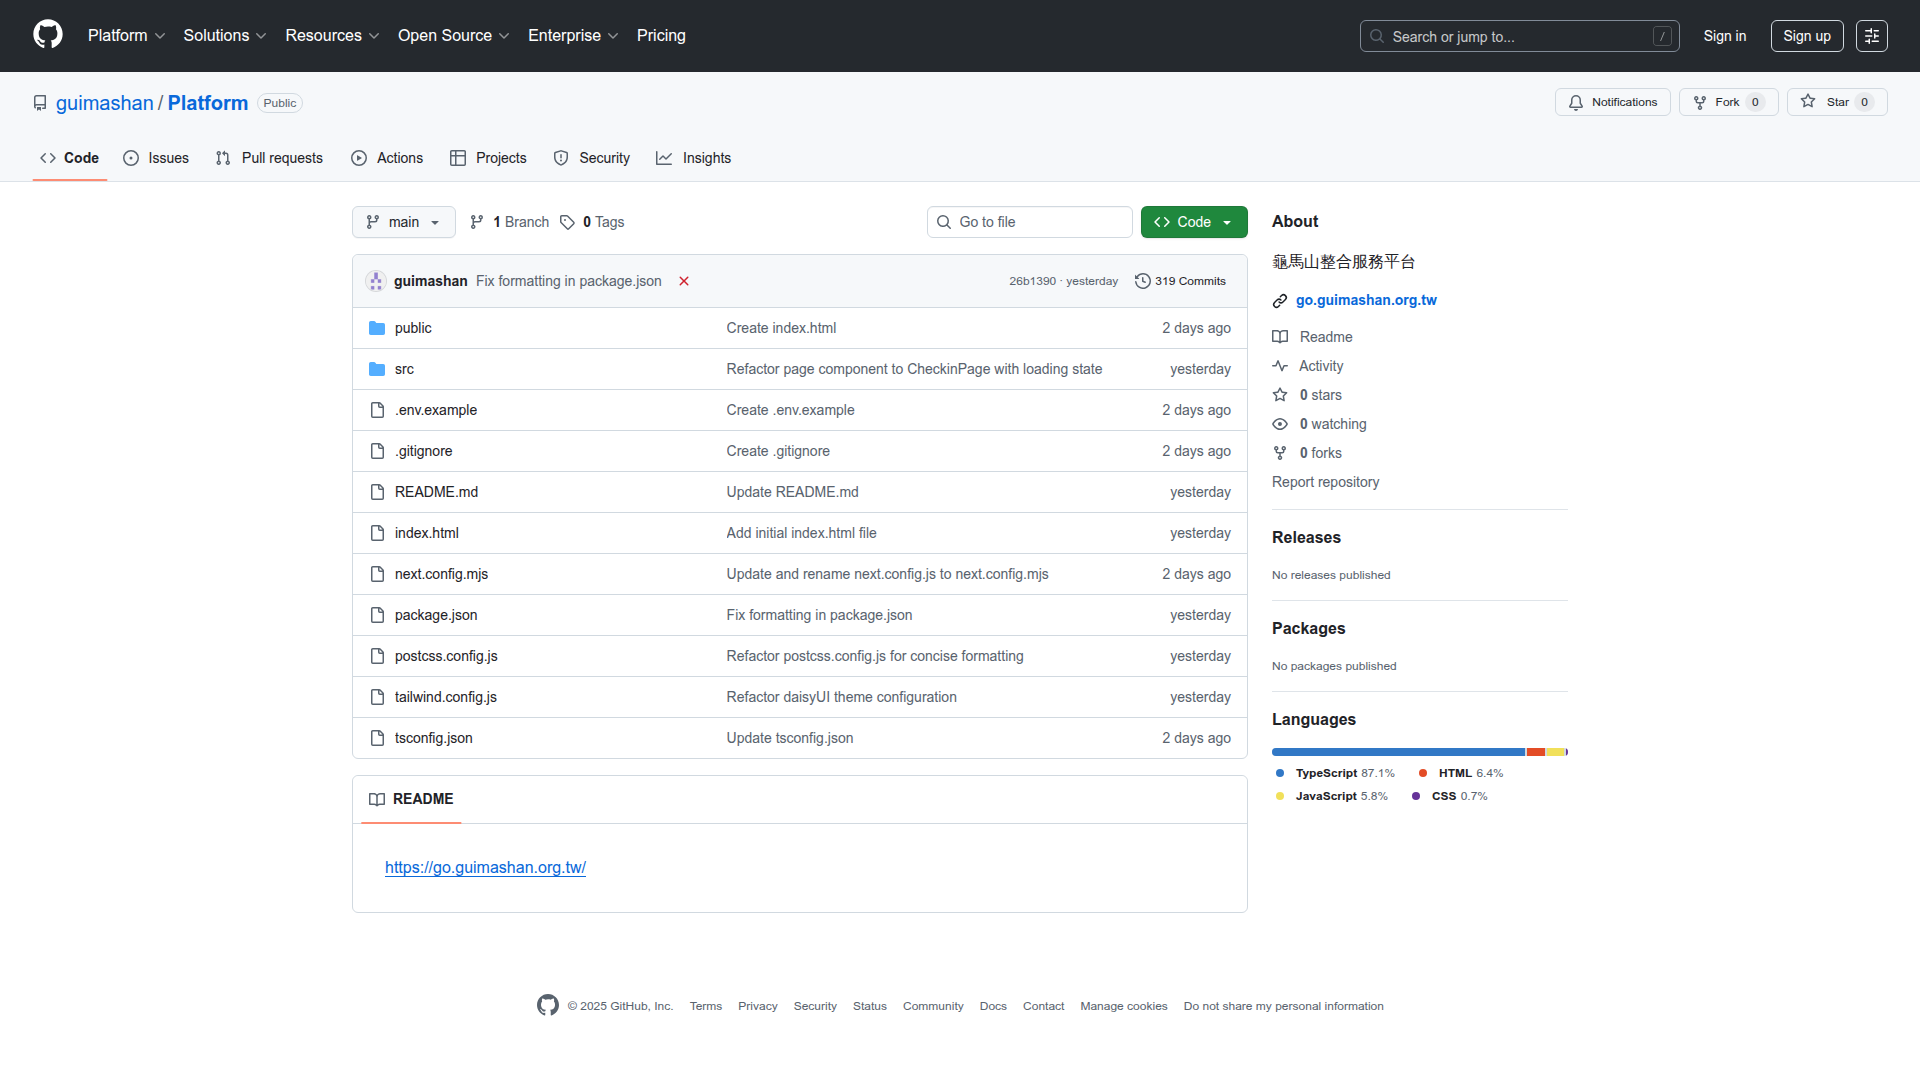 Platform Solutions Resources Open Source Enterprise Pricing Search or jump to... / Sign in Sign up
guimashan / Platform Public Notifications Fork 0 Star 0
Code Issues Pull requests Actions Projects Security Insights
main 1 Branch 0 Tags Go to file Code
guimashan Fix formatting in package.json 26b1390 · yesterday 319 Commits
public Create index.html 2 days ago
src Refactor page component to CheckinPage with loading state yesterday
.env.example Create .env.example 2 days ago
.gitignore Create .gitignore 2 days ago
README.md Update README.md yesterday
index.html Add initial index.html file yesterday
next.config.mjs Update and rename next.config.js to next.config.mjs 2 days ago
package.json Fix formatting in package.json yesterday
postcss.config.js Refactor postcss.config.js for concise formatting yesterday
tailwind.config.js Refactor daisyUI theme configuration yesterday
tsconfig.json Update tsconfig.json 2 days ago
README
https://go.guimashan.org.tw/
About
龜馬山整合服務平台
go.guimashan.org.tw
Readme
Activity
0 stars
0 watching
0 forks
Report repository
Releases
No releases published
Packages
No packages published
Languages
TypeScript 87.1% HTML 6.4%
JavaScript 5.8% CSS 0.7%
© 2025 GitHub, Inc. Terms Privacy Security Status Community Docs Contact Manage cookies Do not share my personal information